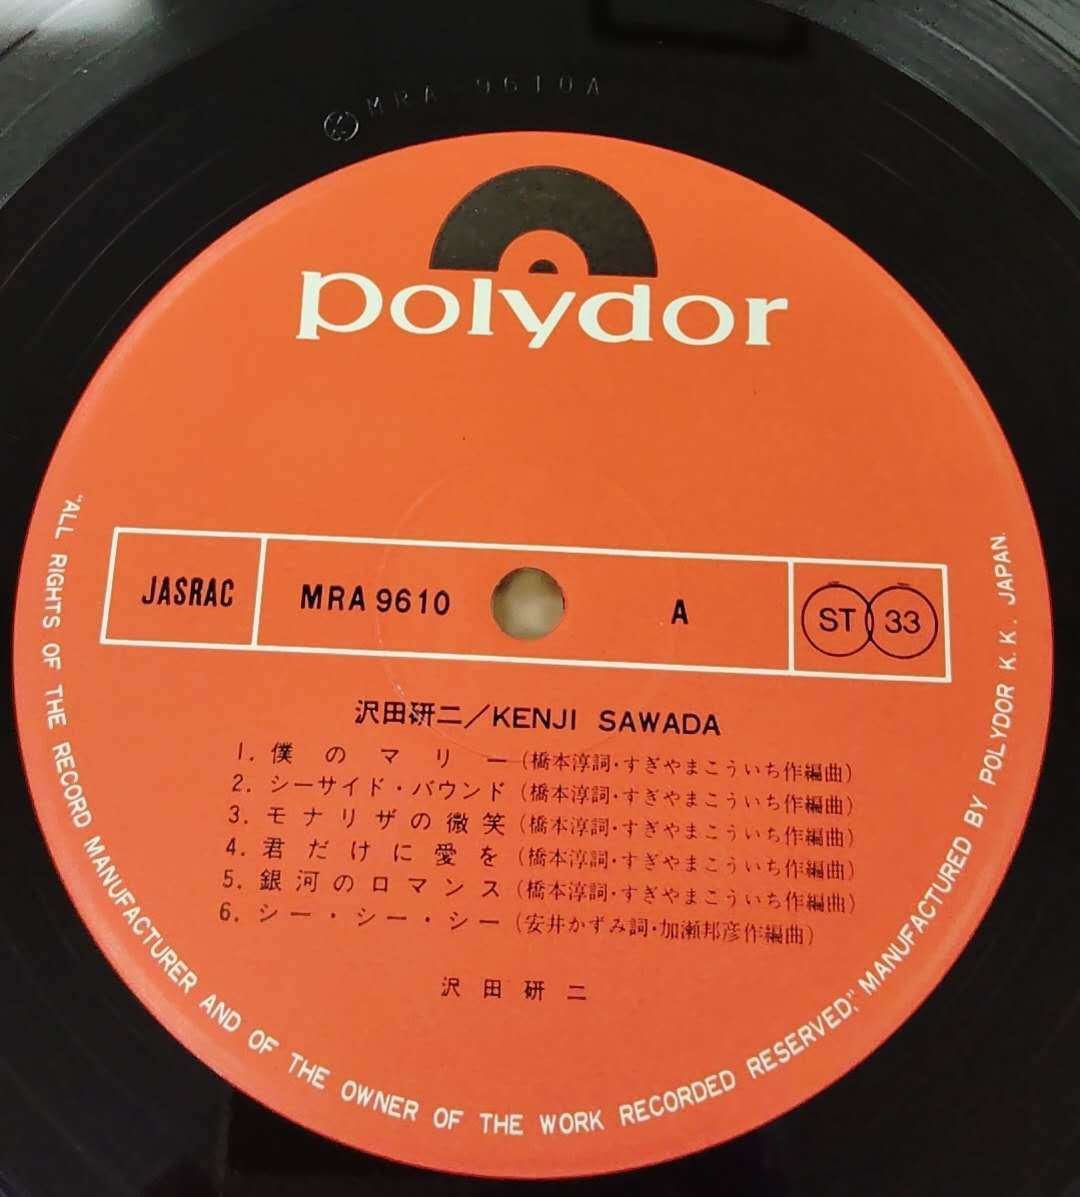 Ⓚ MRA 9610A
polydor
JASRAC MRA 9610 A ST 33
沢田研二／KENJI SAWADA
1. 僕のマリー（橋本淳詞・すぎやまこういち作編曲）
2. シーサイド・バウンド（橋本淳詞・すぎやまこういち作編曲）
3. モナリザの微笑（橋本淳詞・すぎやまこういち作編曲）
4. 君だけに愛を（橋本淳詞・すぎやまこういち作編曲）
5. 銀河のロマンス（橋本淳詞・すぎやまこういち作編曲）
6. シー・シー・シー（安井かずみ詞・加瀬邦彦作編曲）
沢田研二
"ALL RIGHTS OF THE RECORD MANUFACTURER AND OF THE OWNER OF THE WORK RECORDED RESERVED," MANUFACTURED BY POLYDOR K.K. JAPAN.